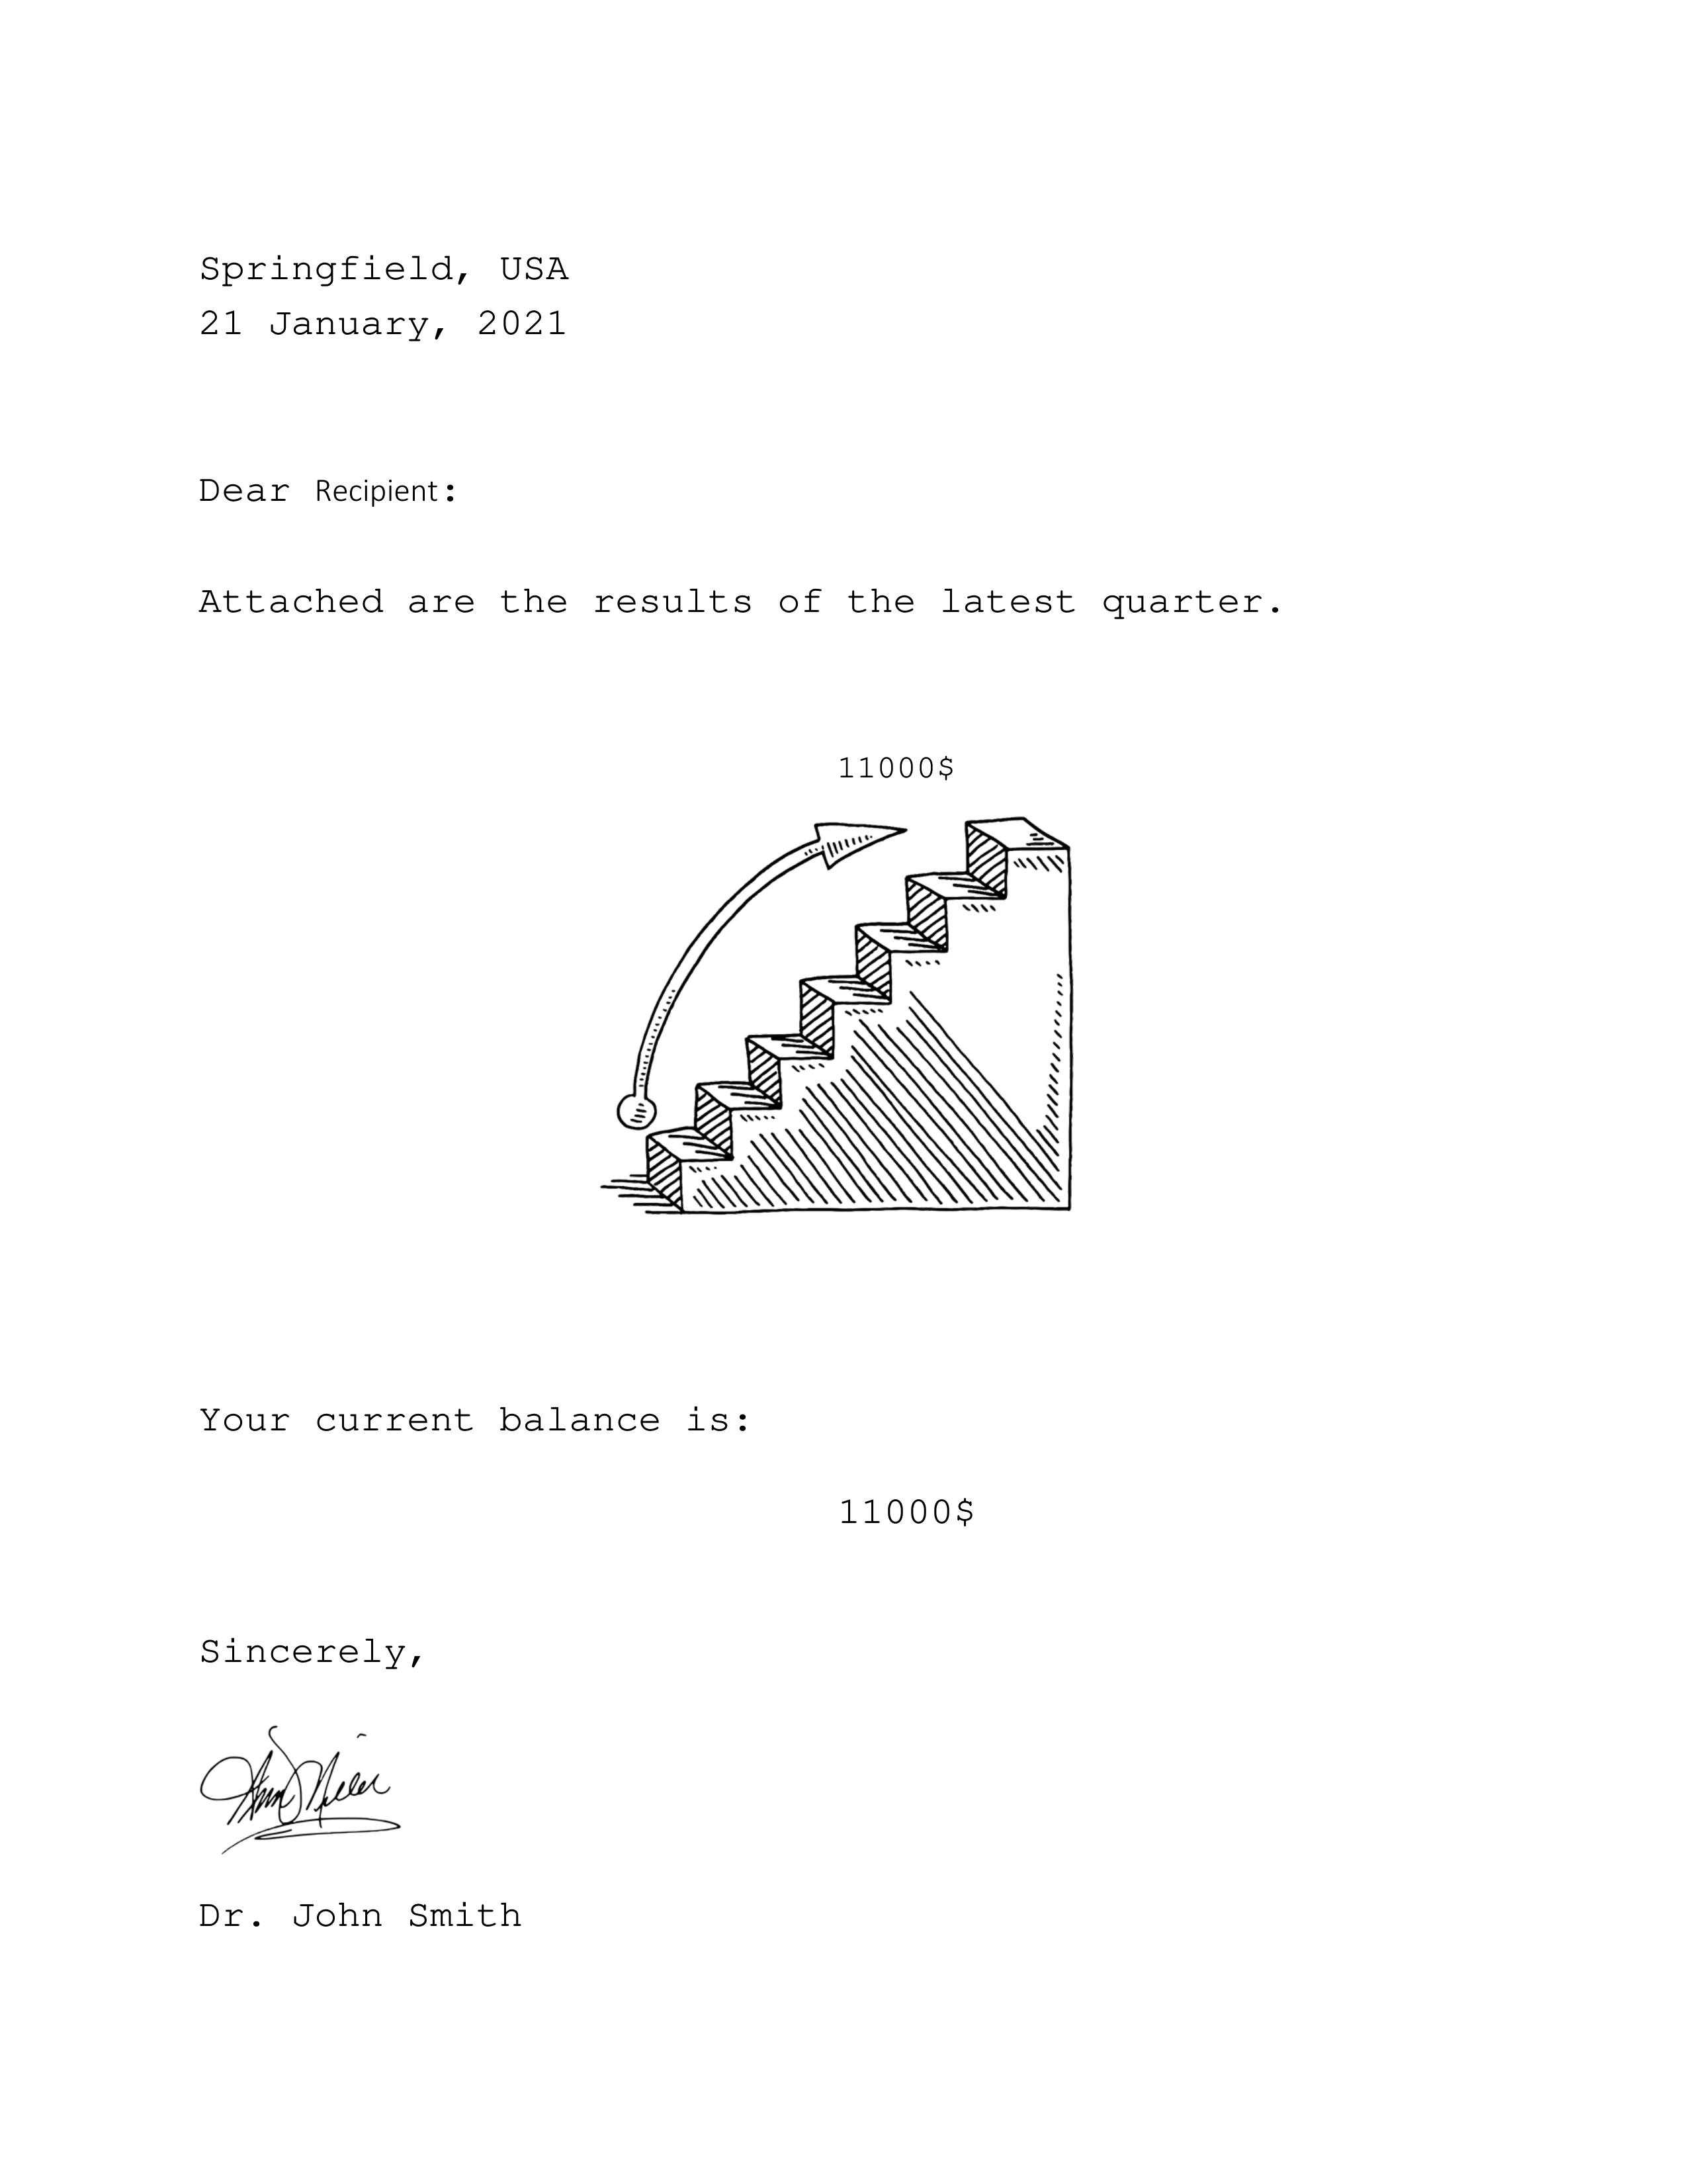 Springfield, USA
21 January, 2021
Dear Recipient:
Attached are the results of the latest quarter.
11000$
Your current balance is:
11000$
Sincerely,
Dr. John Smith